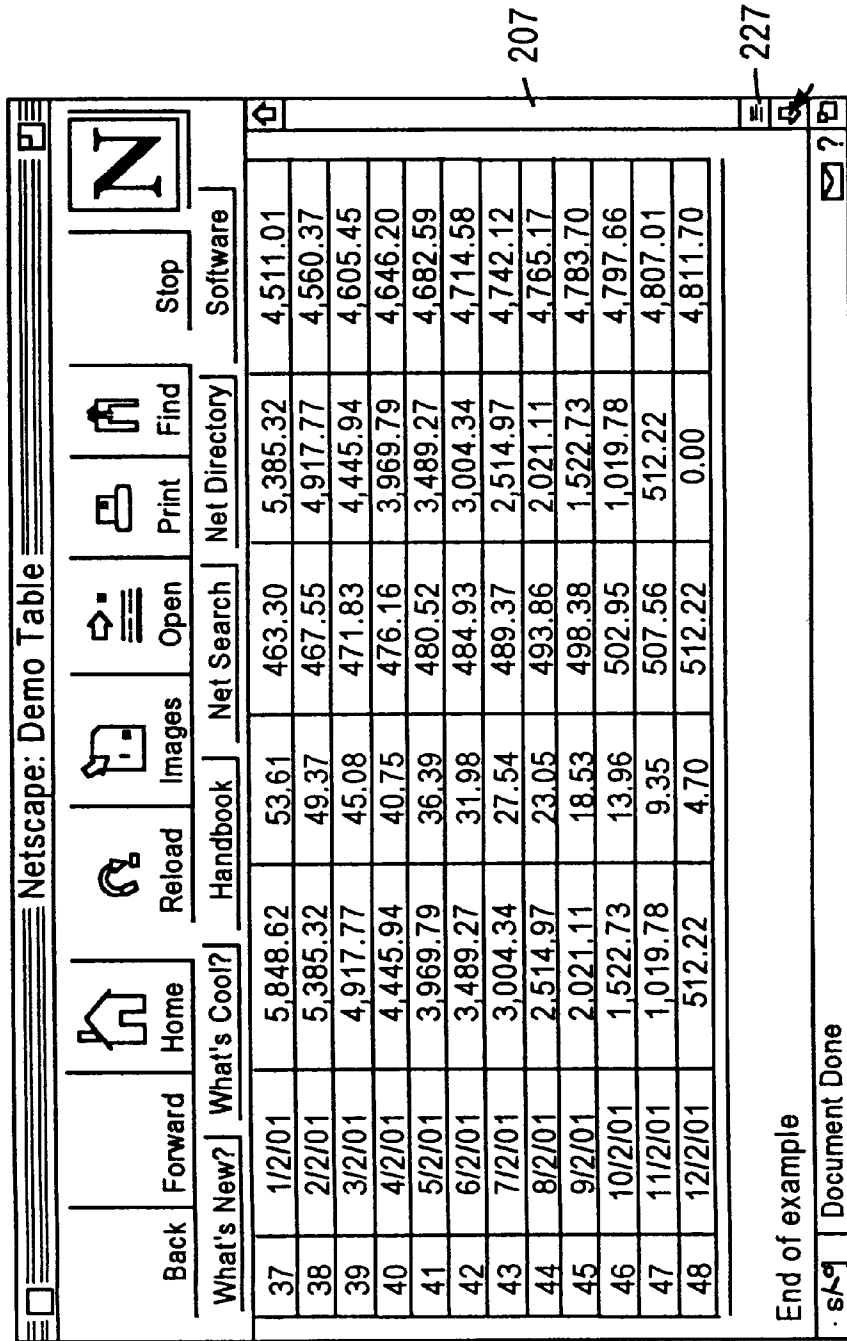 Netscape: Demo Table
Back Forward Home Reload Images Open Print Find Stop
N
What's New? What's Cool? Handbook Net Search Net Directory Software
37 1/2/01 5,848.62 53.61 463.30 5,385.32 4,511.01
38 2/2/01 5,385.32 49.37 467.55 4,917.77 4,560.37
39 3/2/01 4,917.77 45.08 471.83 4,445.94 4,605.45
40 4/2/01 4,445.94 40.75 476.16 3,969.79 4,646.20
41 5/2/01 3,969.79 36.39 480.52 3,489.27 4,682.59
42 6/2/01 3,489.27 31.98 484.93 3,004.34 4,714.58
43 7/2/01 3,004.34 27.54 489.37 2,514.97 4,742.12
44 8/2/01 2,514.97 23.05 493.86 2,021.11 4,765.17
45 9/2/01 2,021.11 18.53 498.38 1,522.73 4,783.70
46 10/2/01 1,522.73 13.96 502.95 1,019.78 4,797.66
47 11/2/01 1,019.78 9.35 507.56 512.22 4,807.01
48 12/2/01 512.22 4.70 512.22 0.00 4,811.70
207
227
End of example
Document Done
?